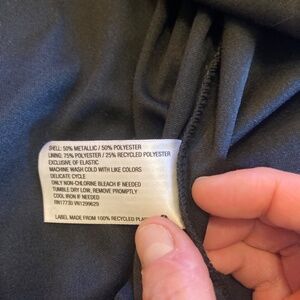 SHELL: 50% METALLIC / 50% POLYESTER
LINING: 75% POLYESTER / 25% RECYCLED POLYESTER
EXCLUSIVE OF ELASTIC
MACHINE WASH COLD WITH LIKE COLORS
DELICATE CYCLE
ONLY NON-CHLORINE BLEACH IF NEEDED
TUMBLE DRY LOW, REMOVE PROMPTLY
COOL IRON IF NEEDED
RN17730 VN1299629
LABEL MADE FROM 100% RECYCLED